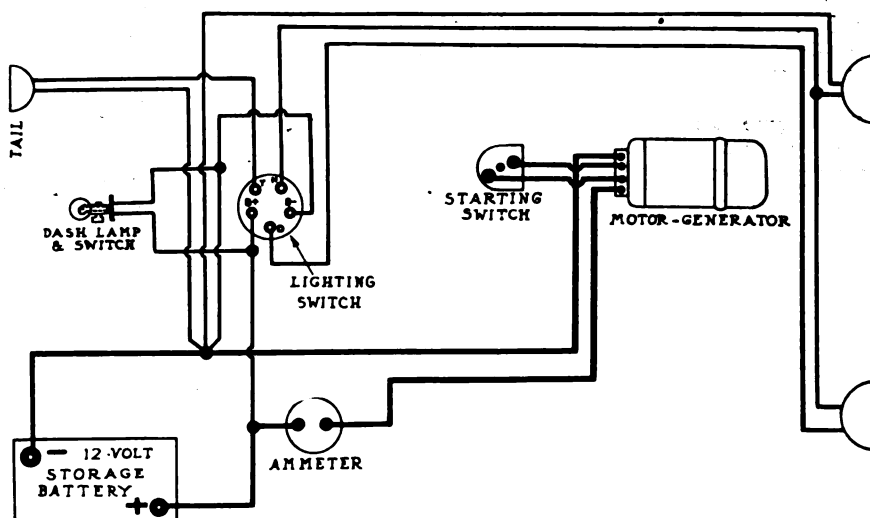 TAIL
DASH LAMP
& SWITCH
LIGHTING
SWITCH
STARTING
SWITCH
MOTOR-GENERATOR
AMMETER
− 12-VOLT
STORAGE
BATTERY +